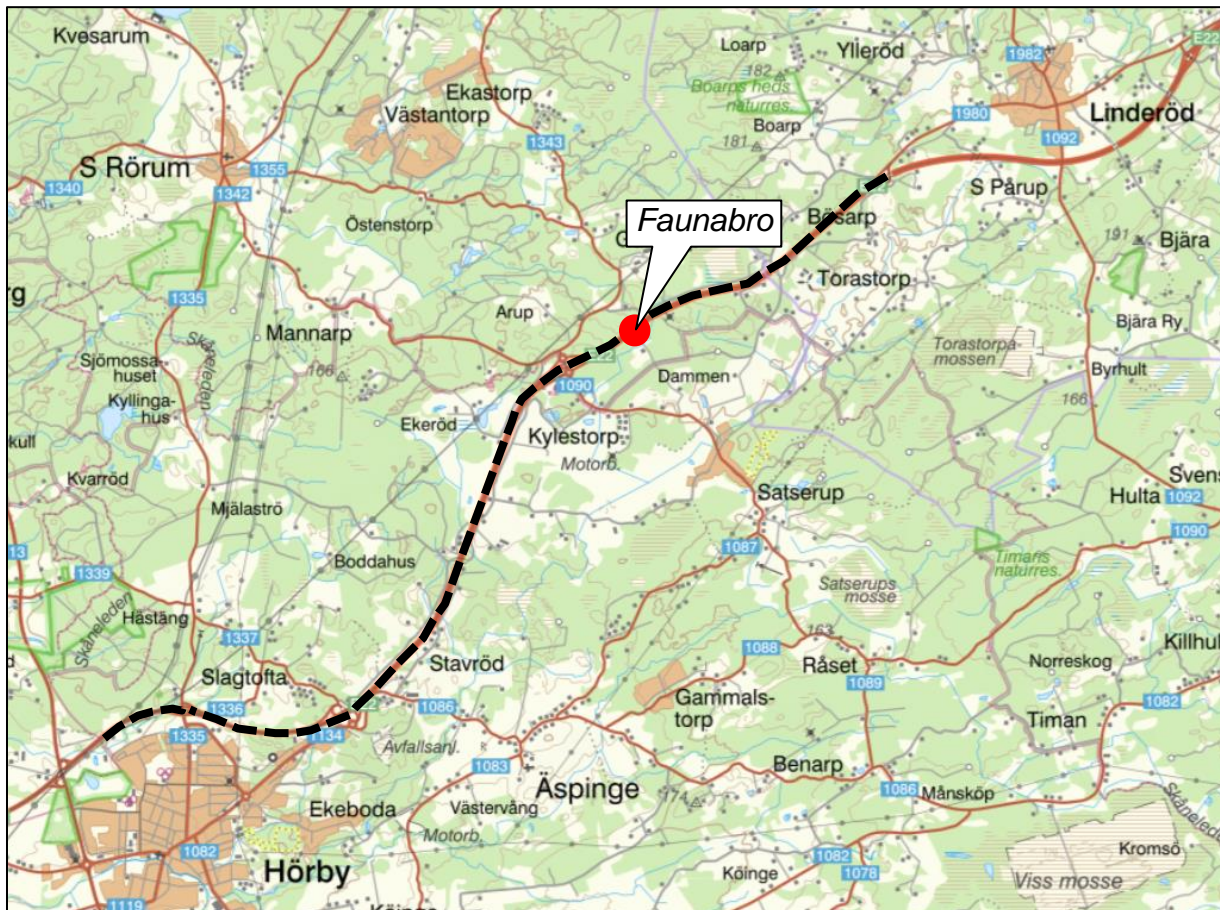 Kvesarum
Loarp
Ylleröd
1982
E22
182
Boarps heds
naturres.
Ekastorp
Västantorp
Boarp
1980
Linderöd
181
1343
1092
S Rörum
1355
1340
1342
S Pårup
Östenstorp
Faunabro
Bösarp
191
Bjära
1335
Torastorp
Arup
Mannarp
Bjära Ry
Sjömossa-
huset
Skåneleden
166
Torastorpa-
mossen
Byrhult
Kyllinga-
hus
1090
Dammen
166
Ekeröd
Kylestorp
Motorb.
Kvarröd
Satserup
Hulta
1092
Mjälaströ
1090
13
Boddahus
1087
1339
Timans
naturres.
Satserups
mosse
Hästäng
Skåneleden
1337
163
1088
Råset
Norreskog
Slagtofta
Stavröd
1089
1082
Gammals-
torp
1336
1086
Timan
1335
1134
Avfallsanl.
1083
Benarp
1086
Månsköp
Äspinge
Ekeboda
Västervång
174
Skåneleden
Motorb.
1082
1082
Kromsö
Hörby
Köinge
1078
Viss mosse
1119